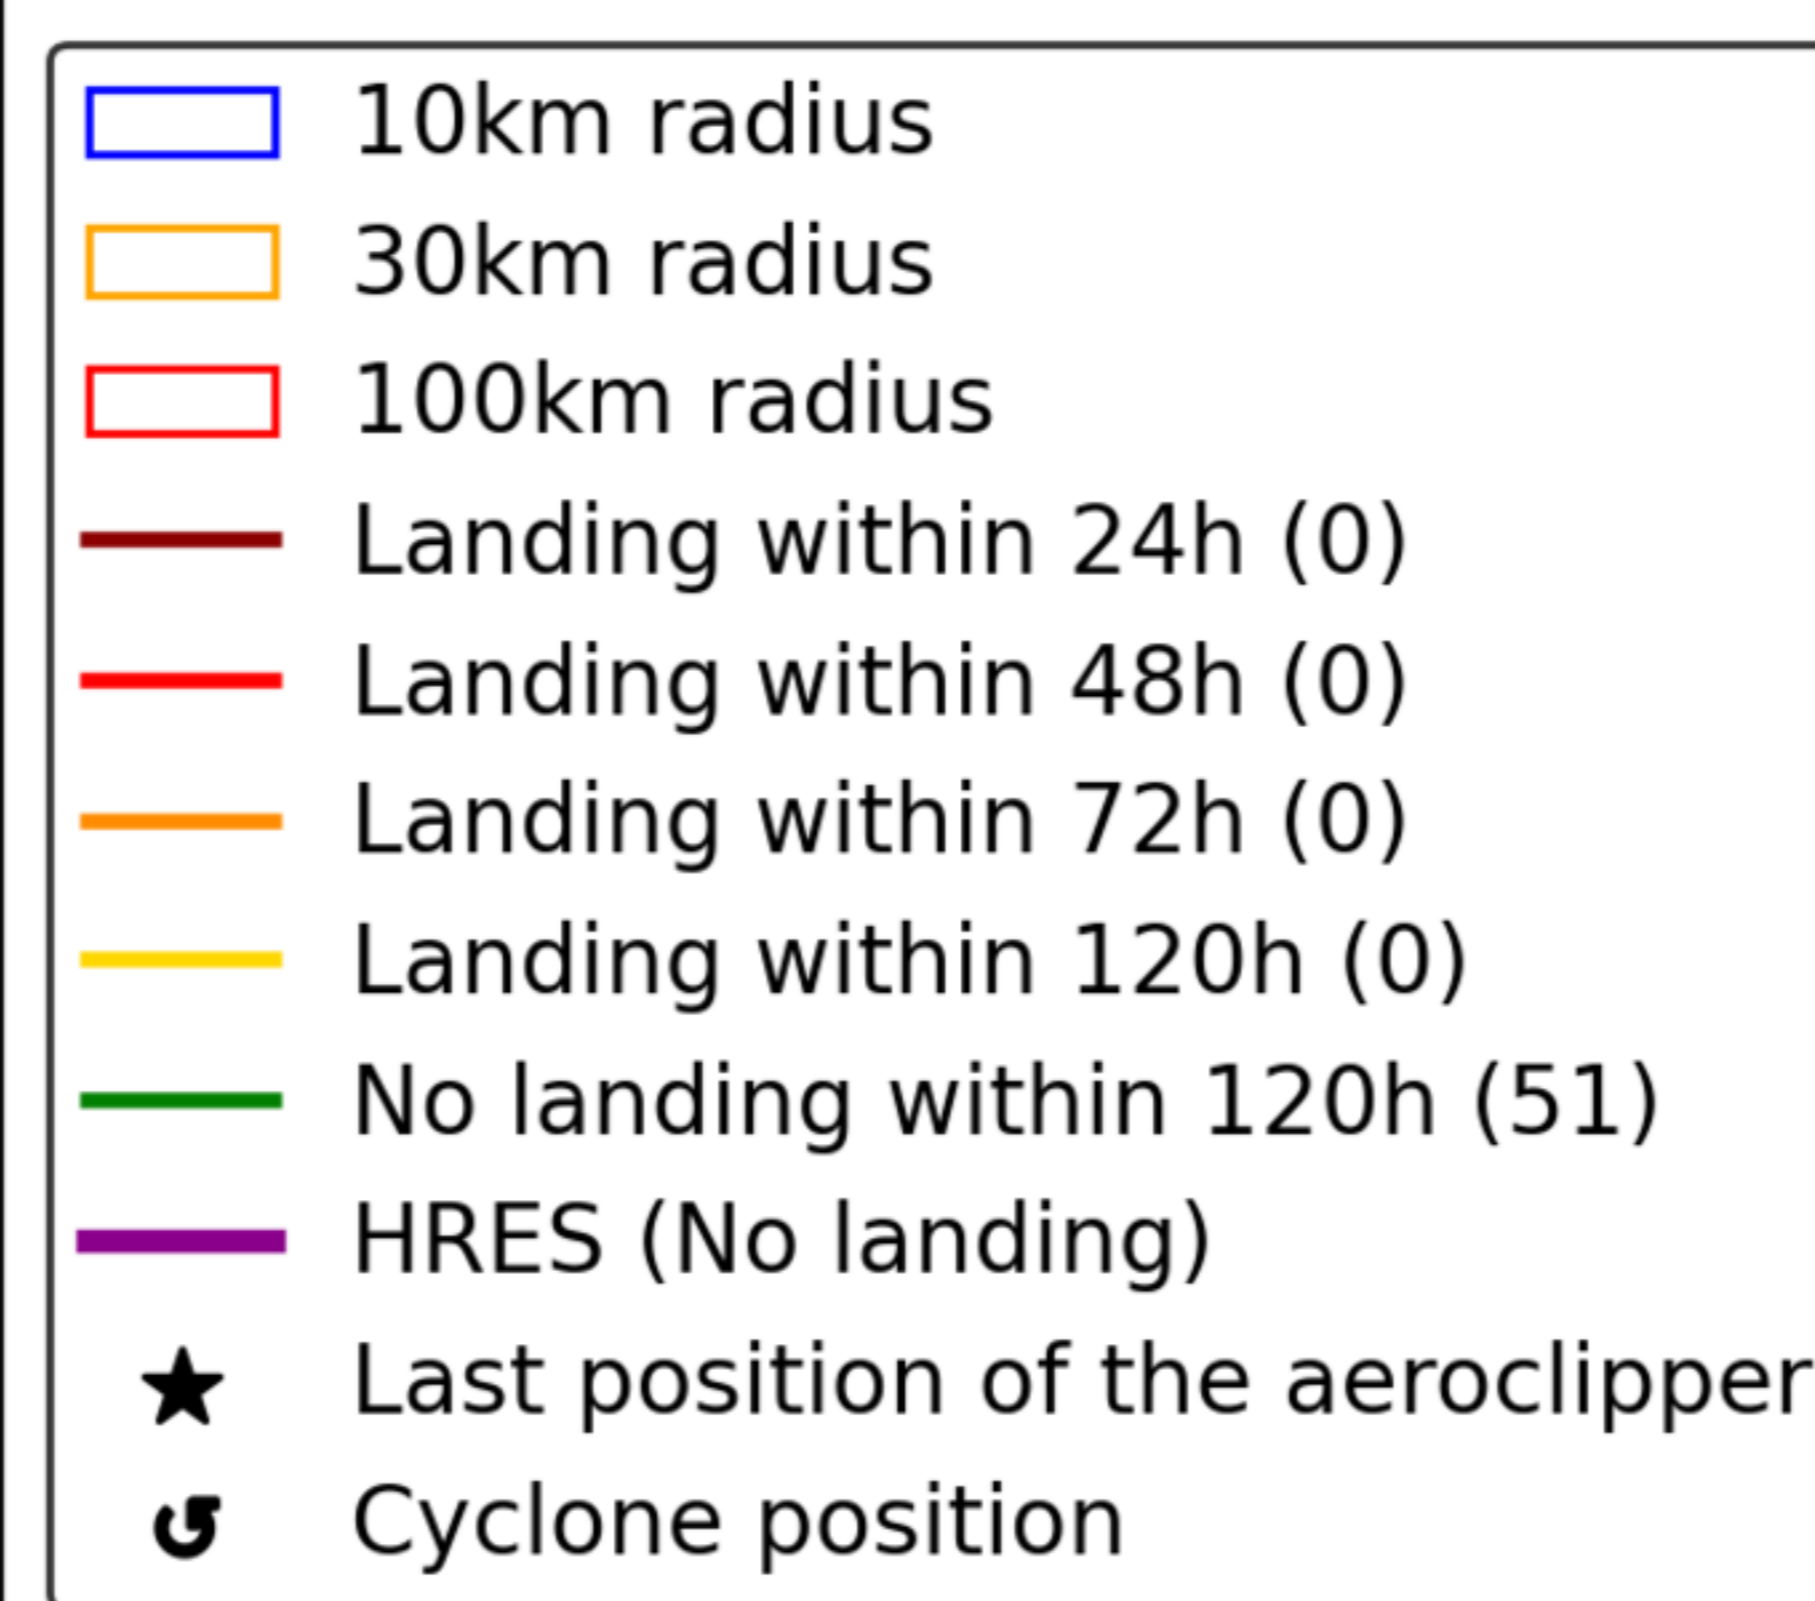 10km radius
30km radius
100km radius
Landing within 24h (0)
Landing within 48h (0)
Landing within 72h (0)
Landing within 120h (0)
No landing within 120h (51)
HRES (No landing)
Last position of the aeroclipper
Cyclone position